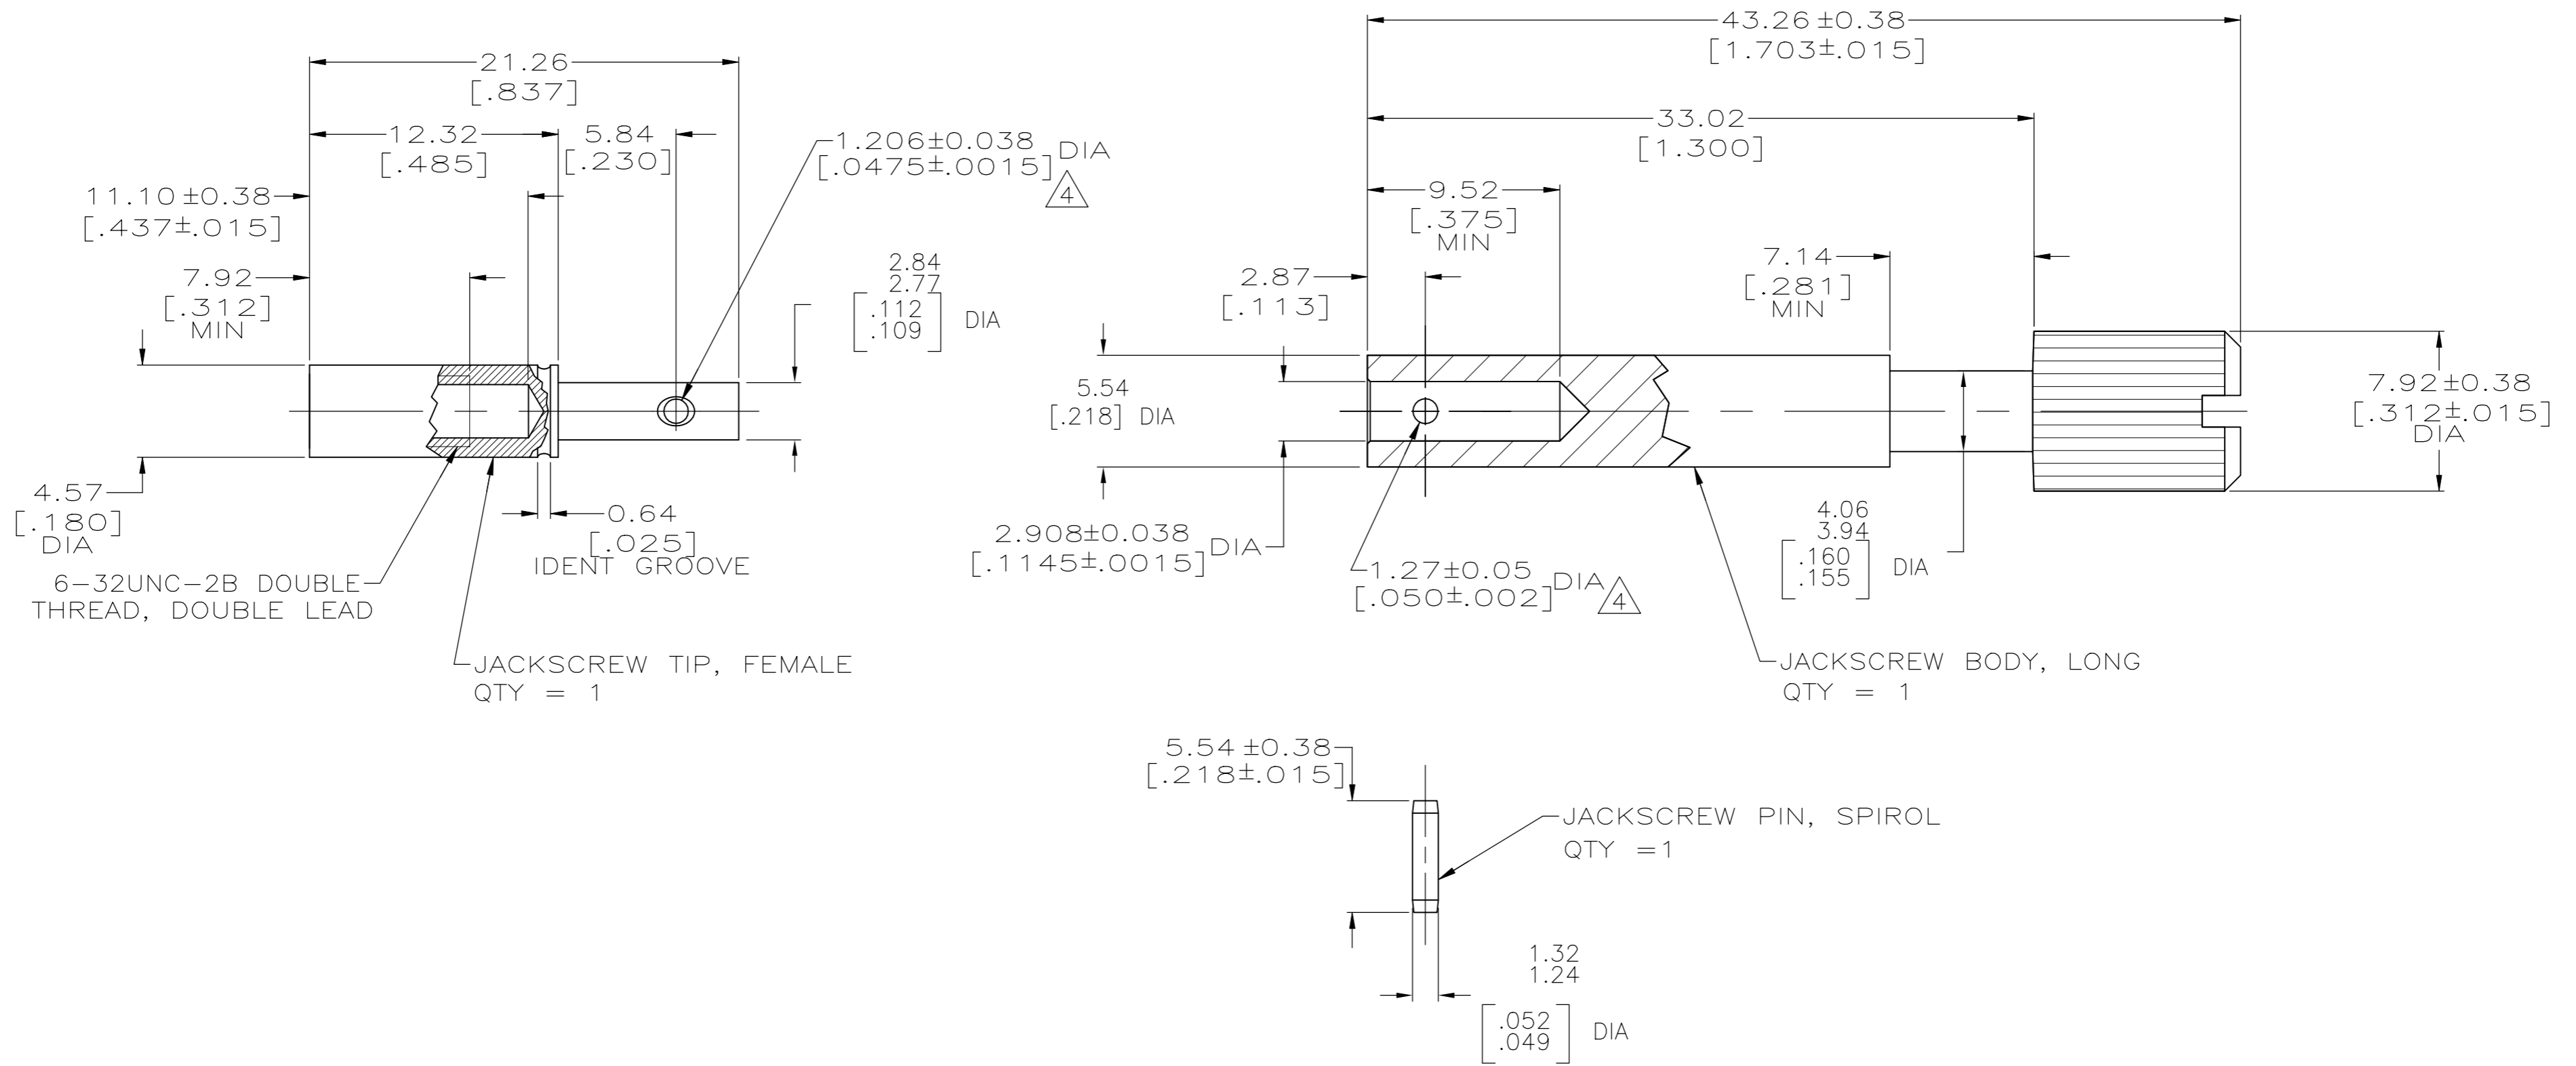 21.26
[.837]
12.32
[.485]
5.84
[.230]
1.206±0.038
[.0475±.0015] DIA
4
11.10±0.38
[.437±.015]
7.92
[.312]
MIN
2.84
2.77
[.112
.109] DIA
4.57
[.180]
DIA
0.64
[.025]
IDENT GROOVE
6-32UNC-2B DOUBLE
THREAD, DOUBLE LEAD
JACKSCREW TIP, FEMALE
QTY = 1
43.26±0.38
[1.703±.015]
33.02
[1.300]
9.52
[.375]
MIN
7.14
[.281]
MIN
2.87
[.113]
5.54
[.218] DIA
7.92±0.38
[.312±.015]
DIA
2.908±0.038
[.1145±.0015] DIA
1.27±0.05
[.050±.002] DIA
4
4.06
3.94
[.160
.155] DIA
JACKSCREW BODY, LONG
QTY = 1
5.54±0.38
[.218±.015]
JACKSCREW PIN, SPIROL
QTY =1
1.32
1.24
[.052
.049] DIA